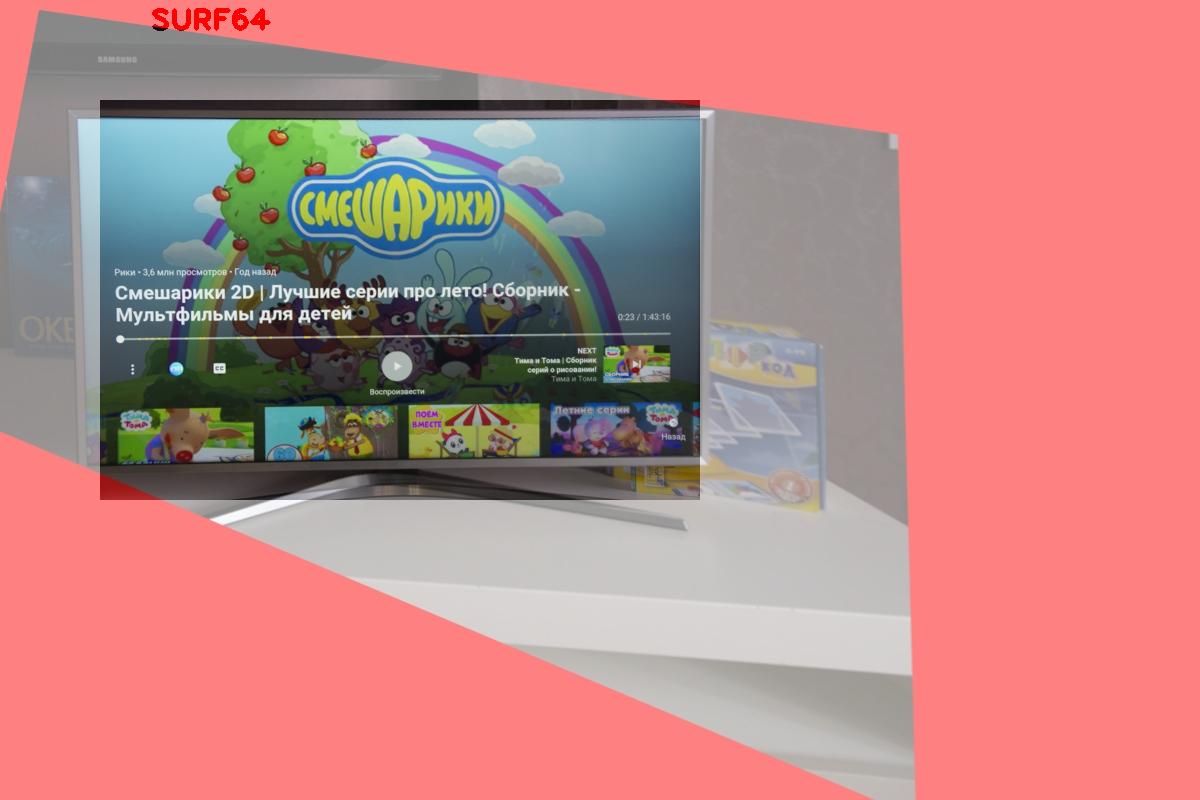 SURF64
SAMSUNG
СМЕШАРИКИ
Рики • 3,6 млн просмотров • Год назад
Смешарики 2D | Лучшие серии про лето! Сборник -
Мультфильмы для детей
0:23 / 1:43:16
NEXT
Тима и Тома | Сборник
серий о рисовании!
Тима и Тома
Воспроизвести
ТИМА
ТОМА
ПОЁМ
ВМЕСТЕ
Летние серии
Назад
ОКЕ
КОД